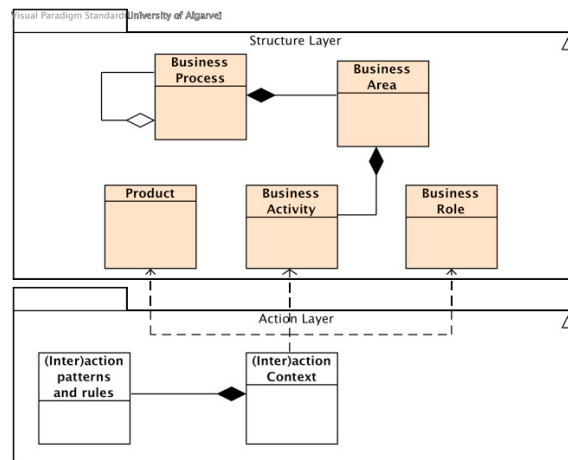 Visual Paradigm Standard(University of Algarve)
Structure Layer
Business
Process
Business
Area
Product
Business
Activity
Business
Role
Action Layer
(Inter)action
patterns
and rules
(Inter)action
Context